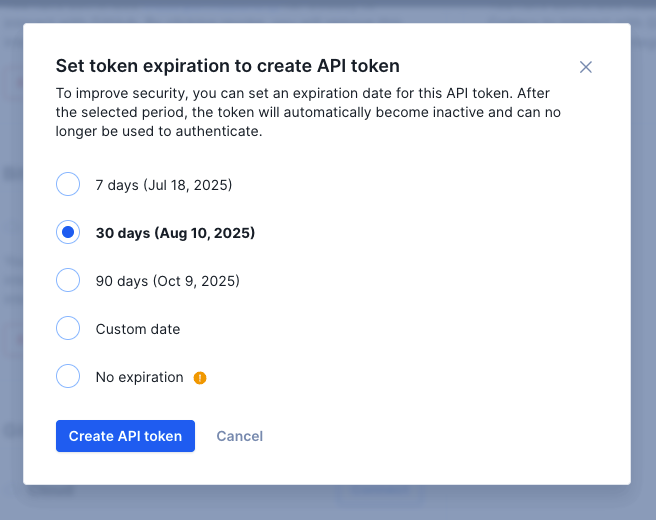 Set token expiration to create API token
To improve security, you can set an expiration date for this API token. After
the selected period, the token will automatically become inactive and can no
longer be used to authenticate.
7 days (Jul 18, 2025)
30 days (Aug 10, 2025)
90 days (Oct 9, 2025)
Custom date
No expiration
Create API token
Cancel